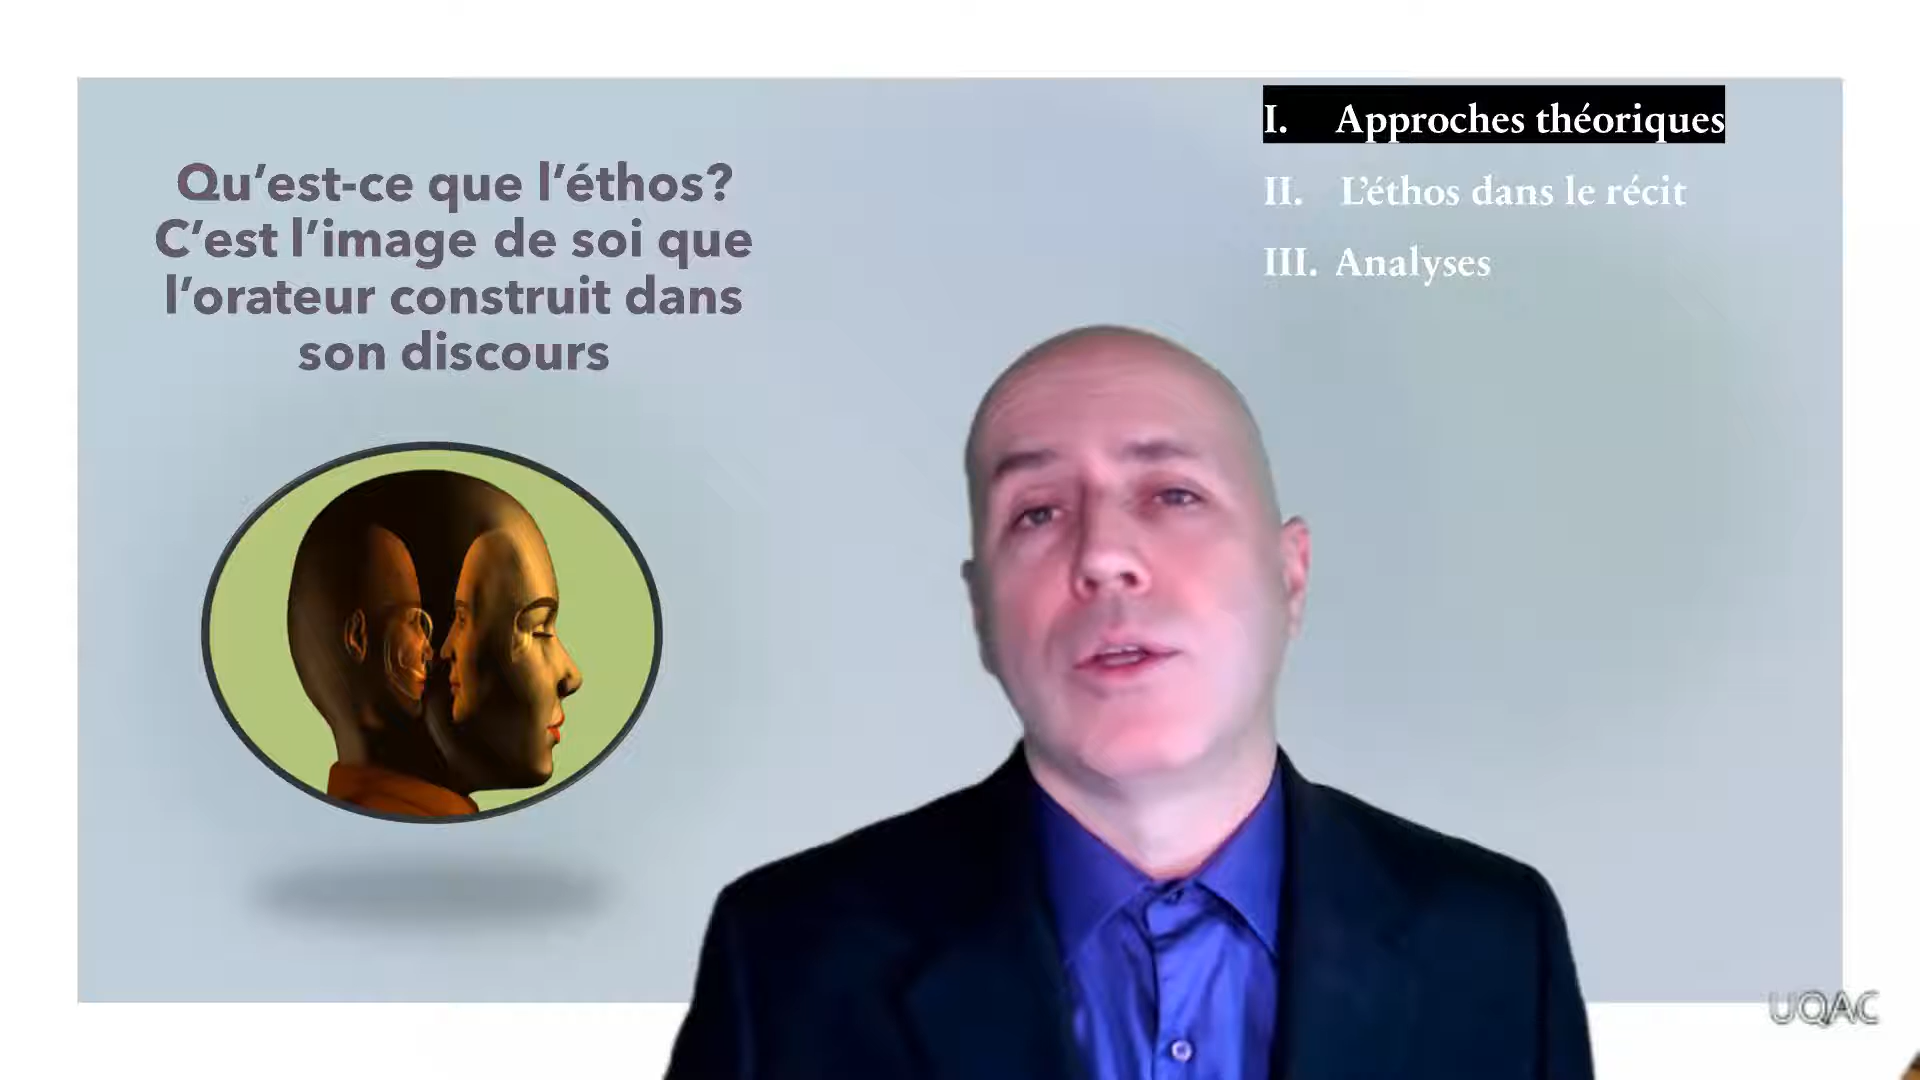 Qu’est-ce que l’éthos?
C’est l’image de soi que
l’orateur construit dans
son discours
I. Approches théoriques
II. L’éthos dans le récit
III. Analyses
UQAC